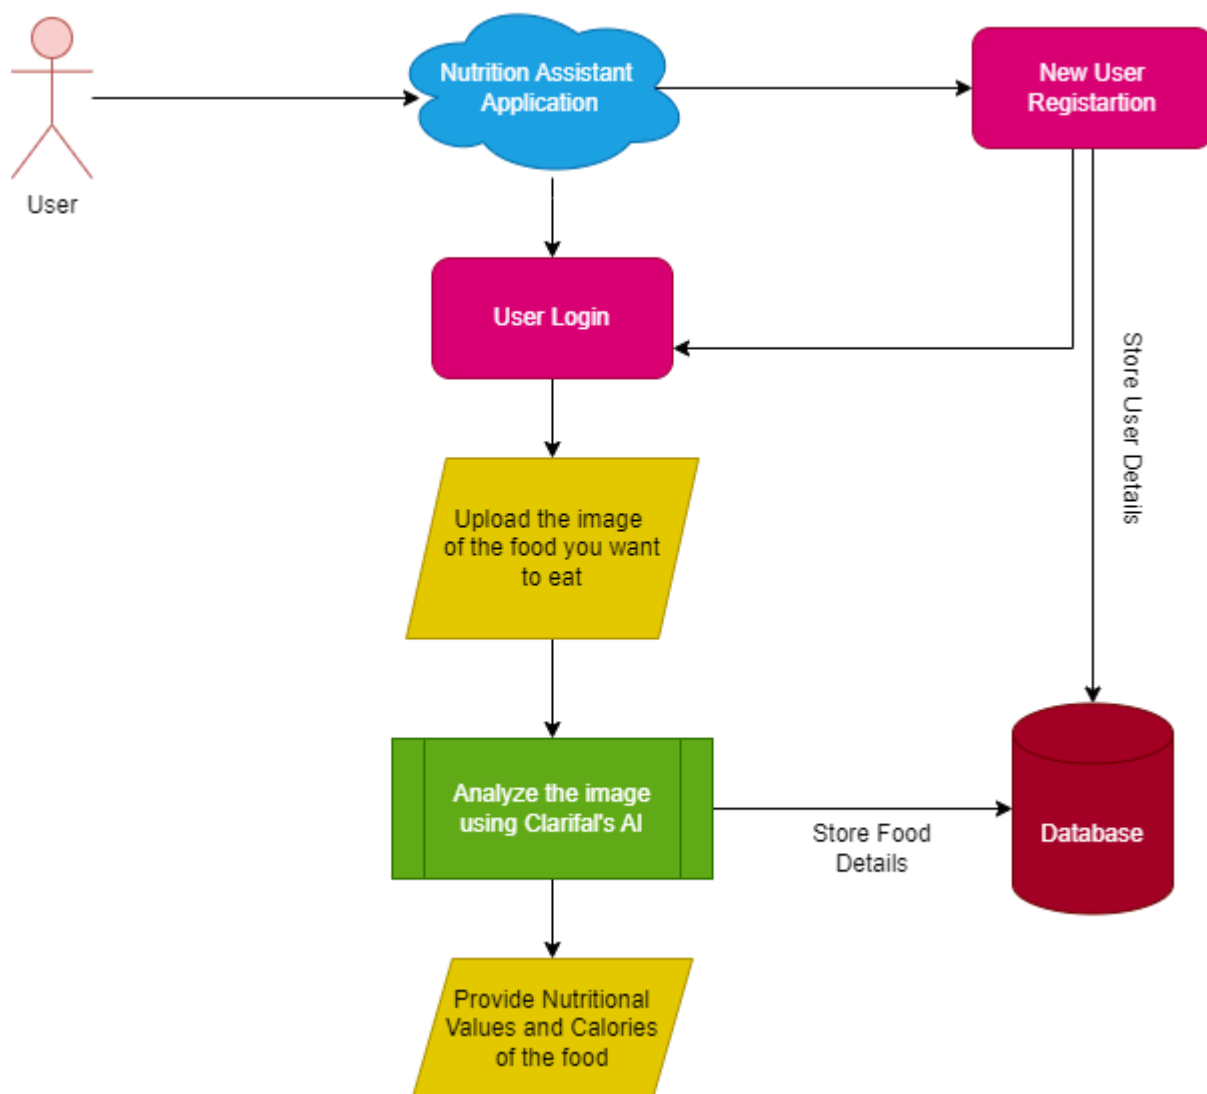 Nutrition Assistant
Application
New User
Registartion
User
User Login
Store User Details
Upload the image
of the food you want
to eat
Analyze the image
using Clarifal's AI
Store Food
Details
Database
Provide Nutritional
Values and Calories
of the food